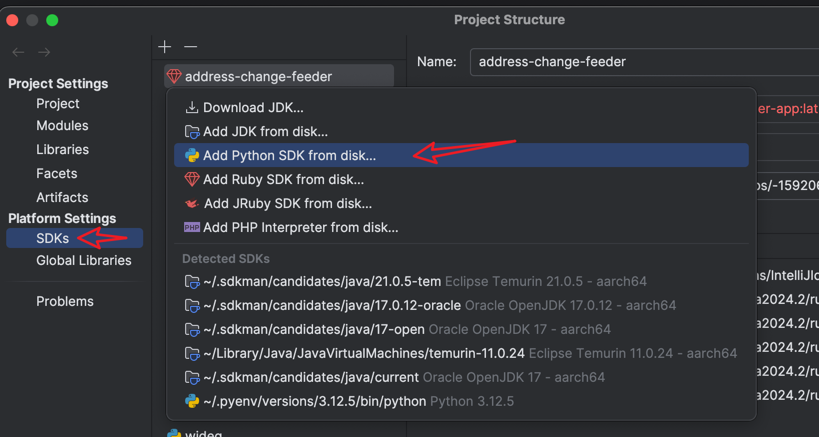 Project Structure
Project Settings
Project
Modules
Libraries
Facets
Artifacts
Platform Settings
SDKs
Global Libraries
Problems
address-change-feeder
Name: address-change-feeder
Download JDK...
Add JDK from disk...
Add Python SDK from disk...
Add Ruby SDK from disk...
Add JRuby SDK from disk...
PHP Add PHP Interpreter from disk...
Detected SDKs
~/.sdkman/candidates/java/21.0.5-tem Eclipse Temurin 21.0.5 - aarch64
~/.sdkman/candidates/java/17.0.12-oracle Oracle OpenJDK 17.0.12 - aarch64
~/.sdkman/candidates/java/17-open Oracle OpenJDK 17 - aarch64
~/Library/Java/JavaVirtualMachines/temurin-11.0.24 Eclipse Temurin 11.0.24 - aarch64
~/.sdkman/candidates/java/current Oracle OpenJDK 17 - aarch64
~/.pyenv/versions/3.12.5/bin/python Python 3.12.5
er-app:lat
os/-159206
ns/IntelliJIc
a2024.2/ru
a2024.2/ru
a2024.2/ru
a2024.2/ru
a2024.2/ru